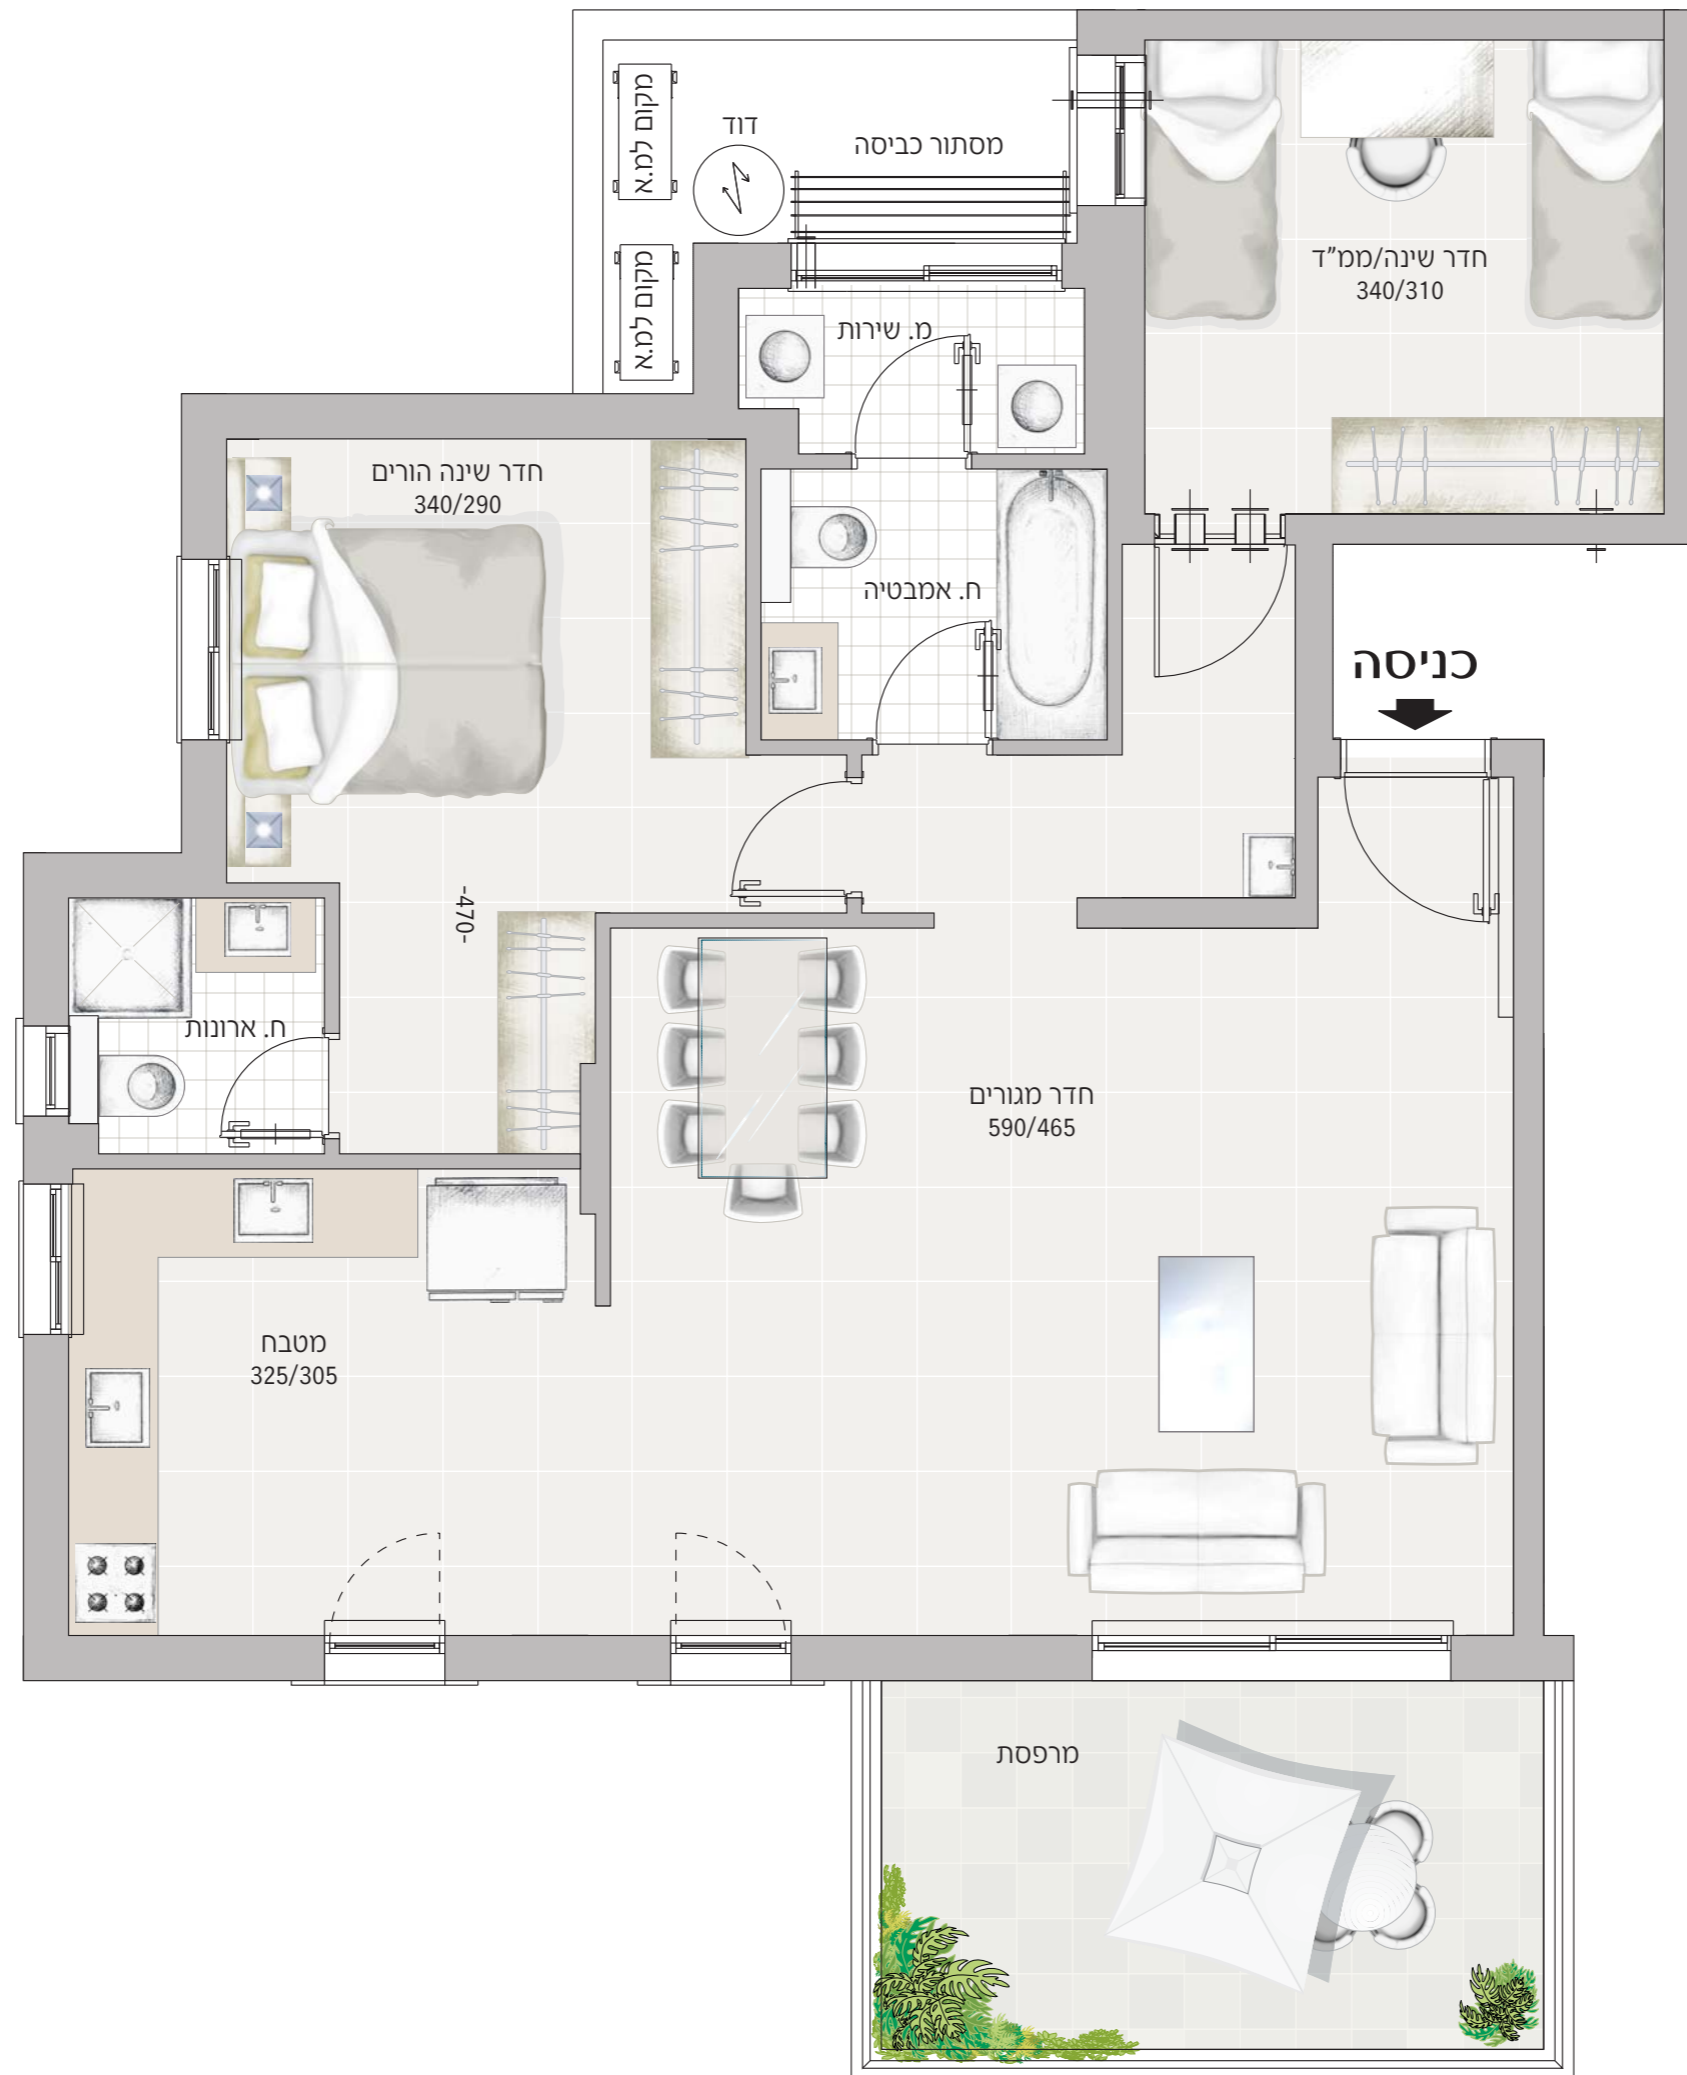 מקום למ.א
דוד
מסתור כביסה
מקום למ.א
חדר שינה/ממ"ד
340/310
מ. שירות
חדר שינה הורים
340/290
ח. אמבטיה
כניסה
-470-
ח. ארונות
חדר מגורים
590/465
מטבח
325/305
מרפסת